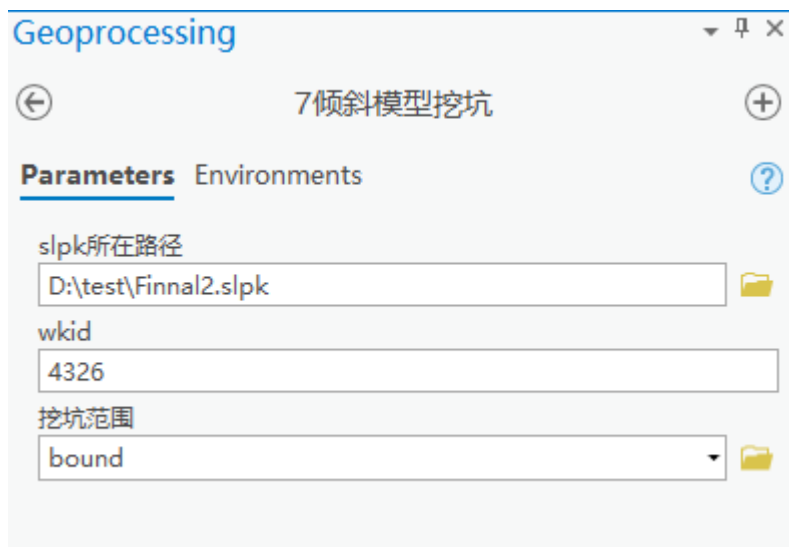 Geoprocessing
7倾斜模型挖坑
Parameters Environments
slpk所在路径
D:\test\Finnal2.slpk
wkid
4326
挖坑范围
bound